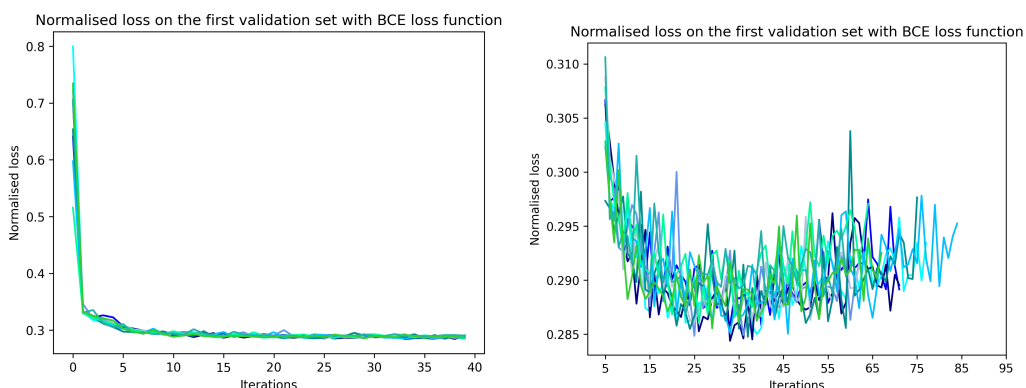 Normalised loss on the first validation set with BCE loss function
Normalised loss
0.8
0.7
0.6
0.5
0.4
0.3
0 5 10 15 20 25 30 35 40
Iterations
Normalised loss on the first validation set with BCE loss function
Normalised loss
0.310
0.305
0.300
0.295
0.290
0.285
5 15 25 35 45 55 65 75 85 95
Iterations